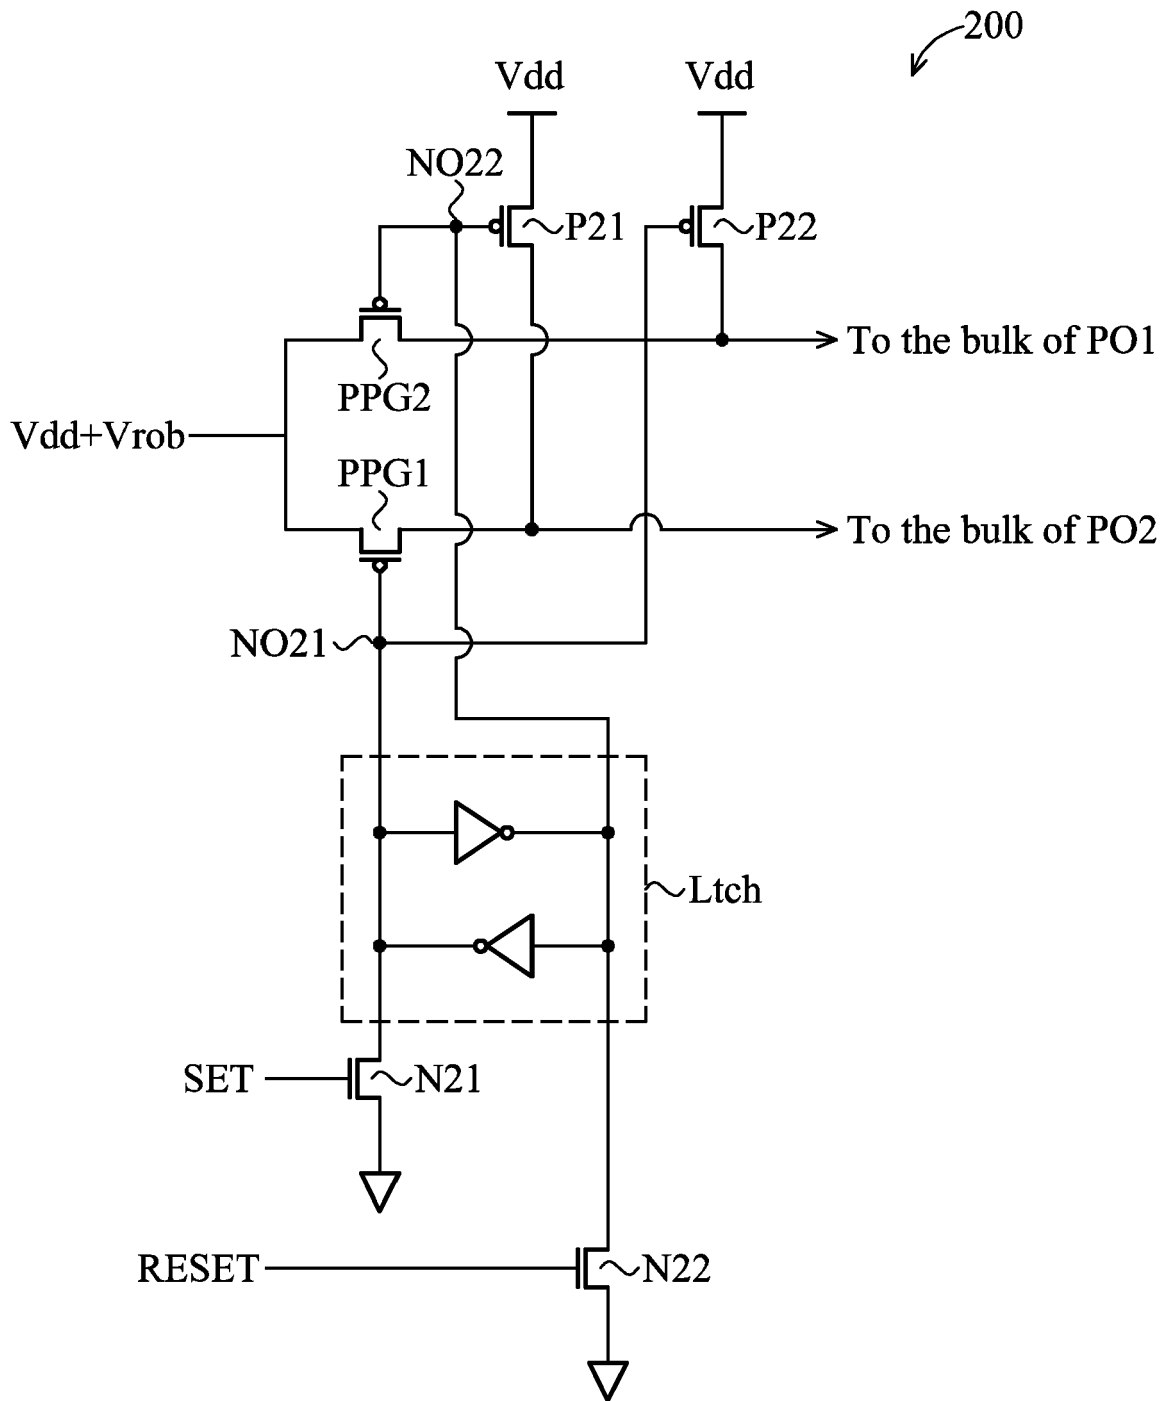 200
Vdd Vdd
NO22
P21 P22
To the bulk of PO1
PPG2
Vdd+Vrob
PPG1
To the bulk of PO2
NO21
Ltch
SET N21
RESET N22